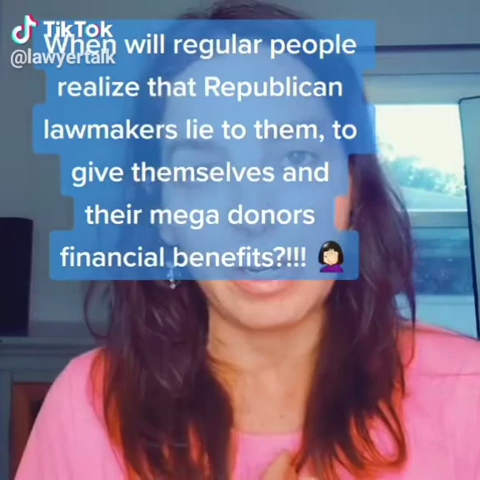 TikTok
@lawyertalk
When will regular people
realize that Republican
lawmakers lie to them, to
give themselves and
their mega donors
financial benefits?!!! 🤦🏻‍♀️